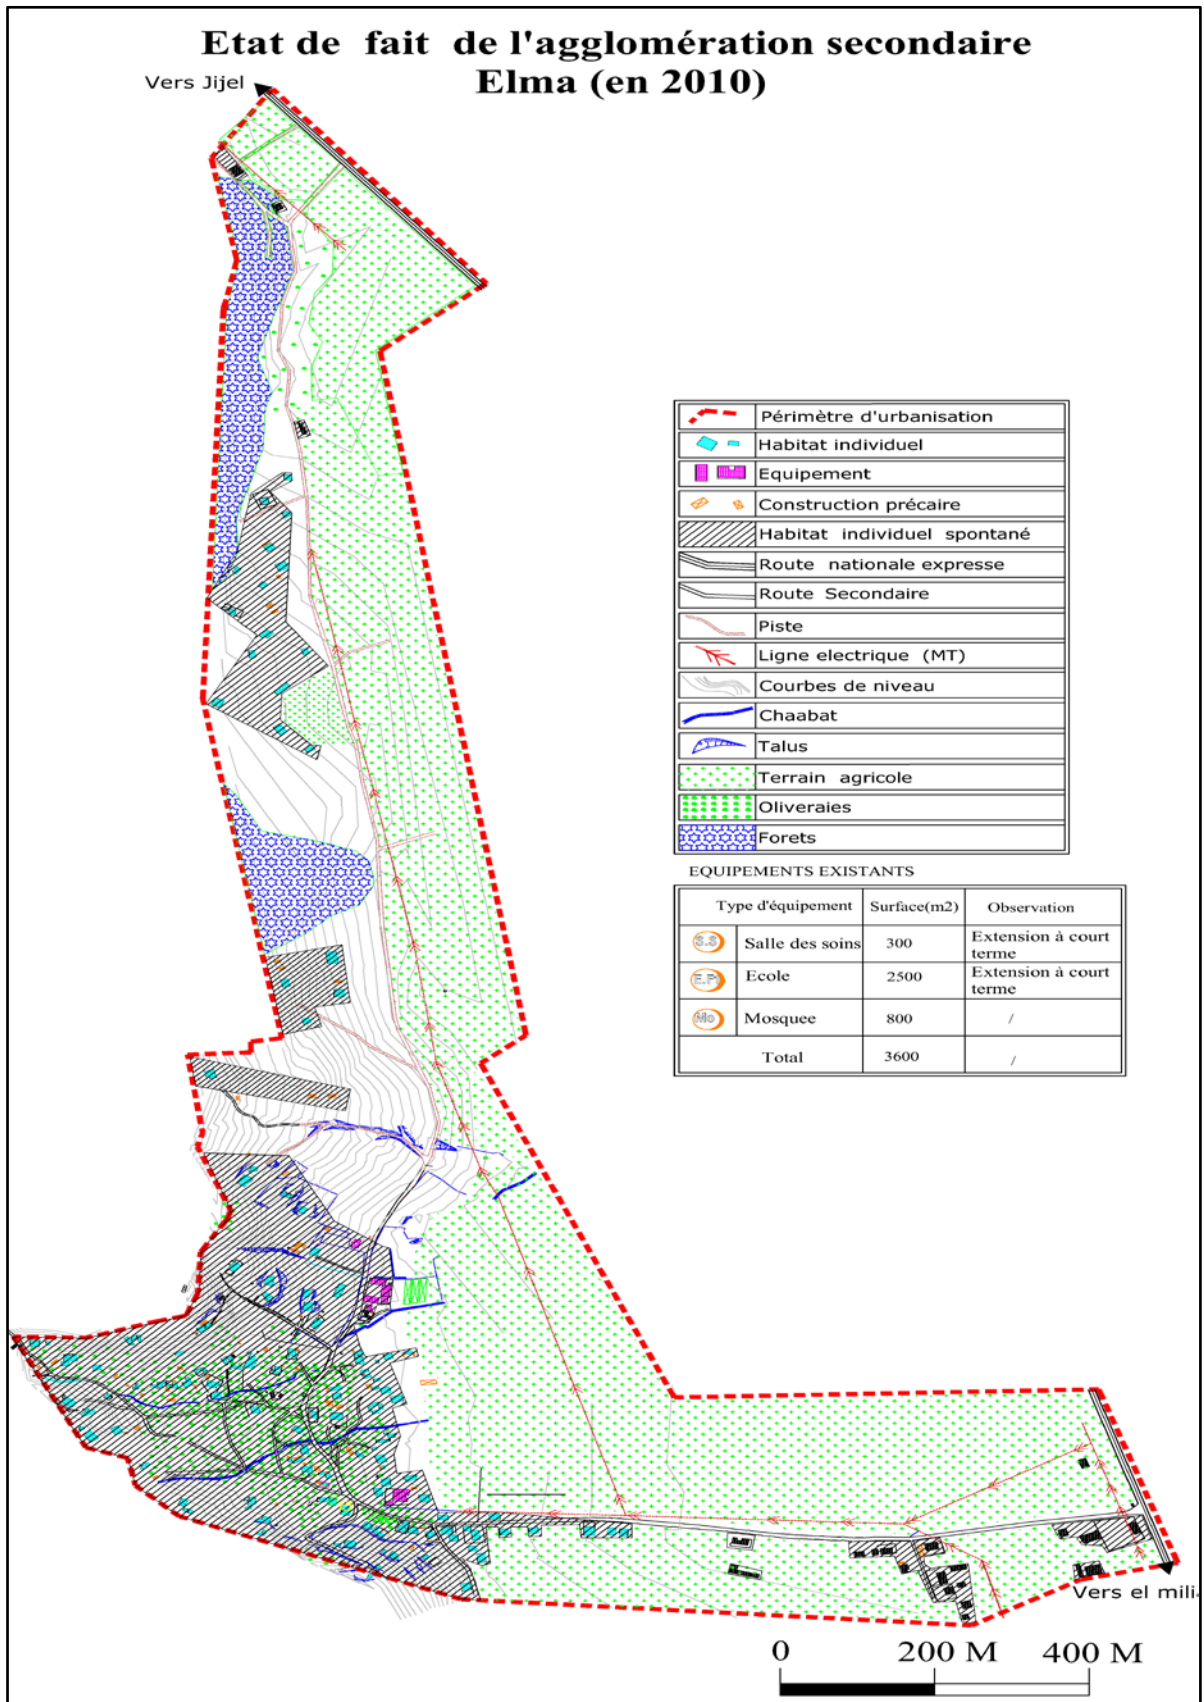 Etat de fait de l'agglomération secondaire
Elma (en 2010)
Vers Jijel
Périmètre d'urbanisation
Habitat individuel
Equipement
Construction précaire
Habitat individuel spontané
Route nationale expresse
Route Secondaire
Piste
Ligne electrique (MT)
Courbes de niveau
Chaabat
Talus
Terrain agricole
Oliveraies
Forets
EQUIPEMENTS EXISTANTS
Type d'équipement Surface(m2) Observation
S.S Salle des soins 300 Extension à court
terme
E.P Ecole 2500 Extension à court
terme
Mo Mosquee 800 /
Total 3600 /
Vers el mili
0 200 M 400 M